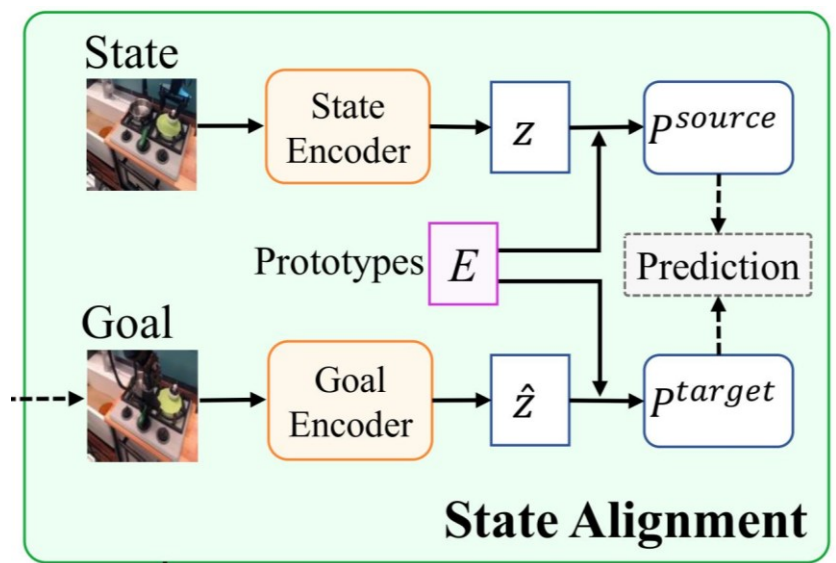 State
State
Encoder
z
P^{source}
Prototypes
E
Prediction
Goal
Goal
Encoder
ẑ
P^{target}
State Alignment